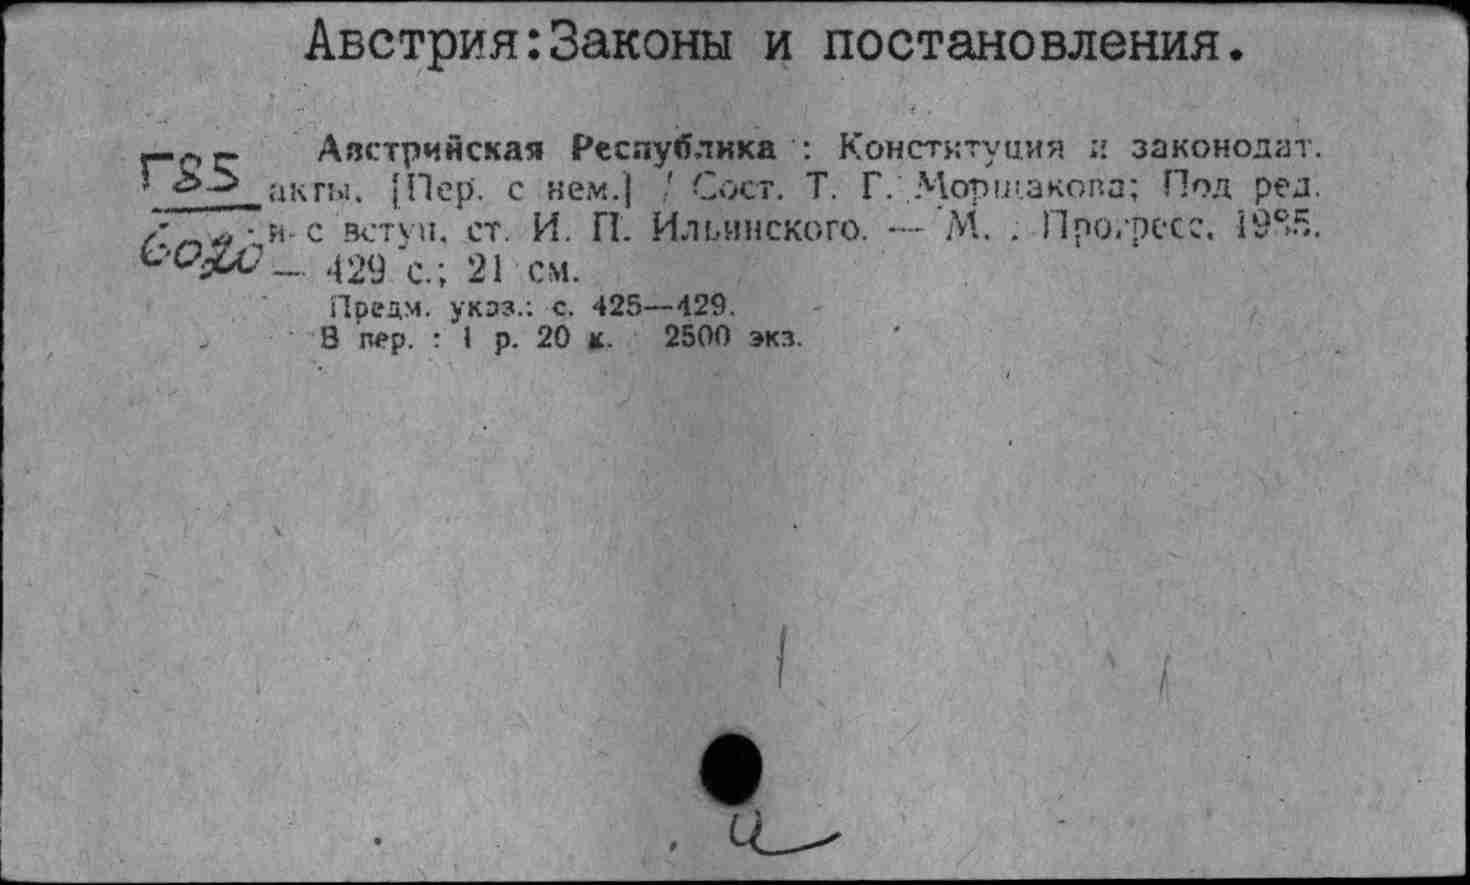 Австрия:Законы и постановления.
Австрийская Республика : Конституция и законодат.
Г85 акты. [Пер. с нем.] / Сост. Т. Г. Морщакова; Под ред.
и с вступ. ст. И. П. Ильинского. — М. : Прогресс, 1985.
— 429 с.; 21 см.
Предм. указ.: с. 425—429.
В пер. : 1 р. 20 к. 2500 экз.